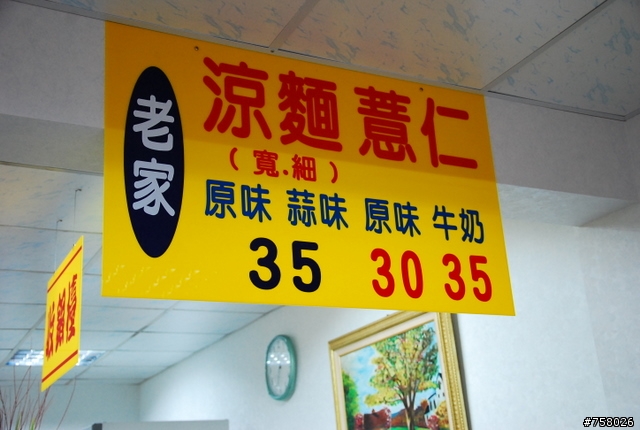 老家
涼麵 薏仁
(寬.細)
原味 蒜味 原味 牛奶
35 30 35
#758026